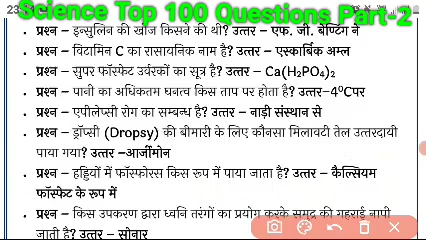 23
Science Top 100 Questions Part-2
• प्रश्न – इन्सुलिन की खोज किसने की थी? उत्तर – एफ. जी. बेण्टिंग ने
• प्रश्न – विटामिन C का रासायनिक नाम है? उत्तर – एस्कार्बिक अम्ल
• प्रश्न – सुपर फॉस्फेट उर्वरकों का सूत्र है? उत्तर – Ca(H₂PO₄)₂
• प्रश्न – पानी का अधिकतम घनत्व किस ताप पर होता है? उत्तर–4⁰Cपर
• प्रश्न – एपीलेप्सी रोग का सम्बन्ध है? उत्तर – नाड़ी संस्थान से
• प्रश्न – ड्रॉप्सी (Dropsy) की बीमारी के लिए कौनसा मिलावटी तेल उत्तरदायी
पाया गया? उत्तर –आर्जीमोन
• प्रश्न – हड्डियों में फॉस्फोरस किस रूप में पाया जाता है? उत्तर – कैल्सियम
फॉस्फेट के रूप में
• प्रश्न – किस उपकरण द्वारा ध्वनि तरंगों का प्रयोग करके समुद्र की गहराई नापी
जाती है? उत्तर – सोनार